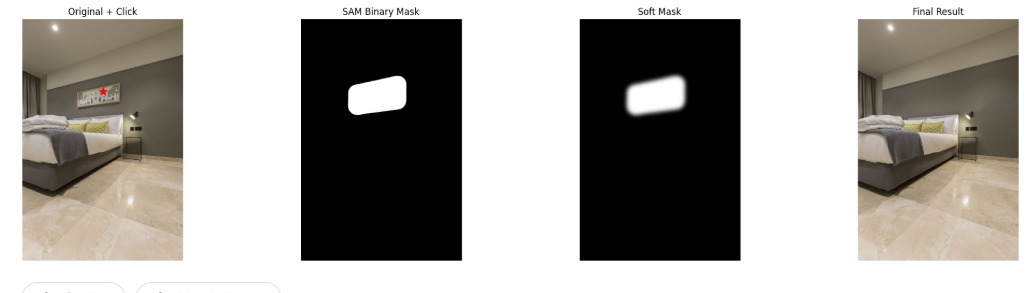 Original + Click
SAM Binary Mask
Soft Mask
Final Result